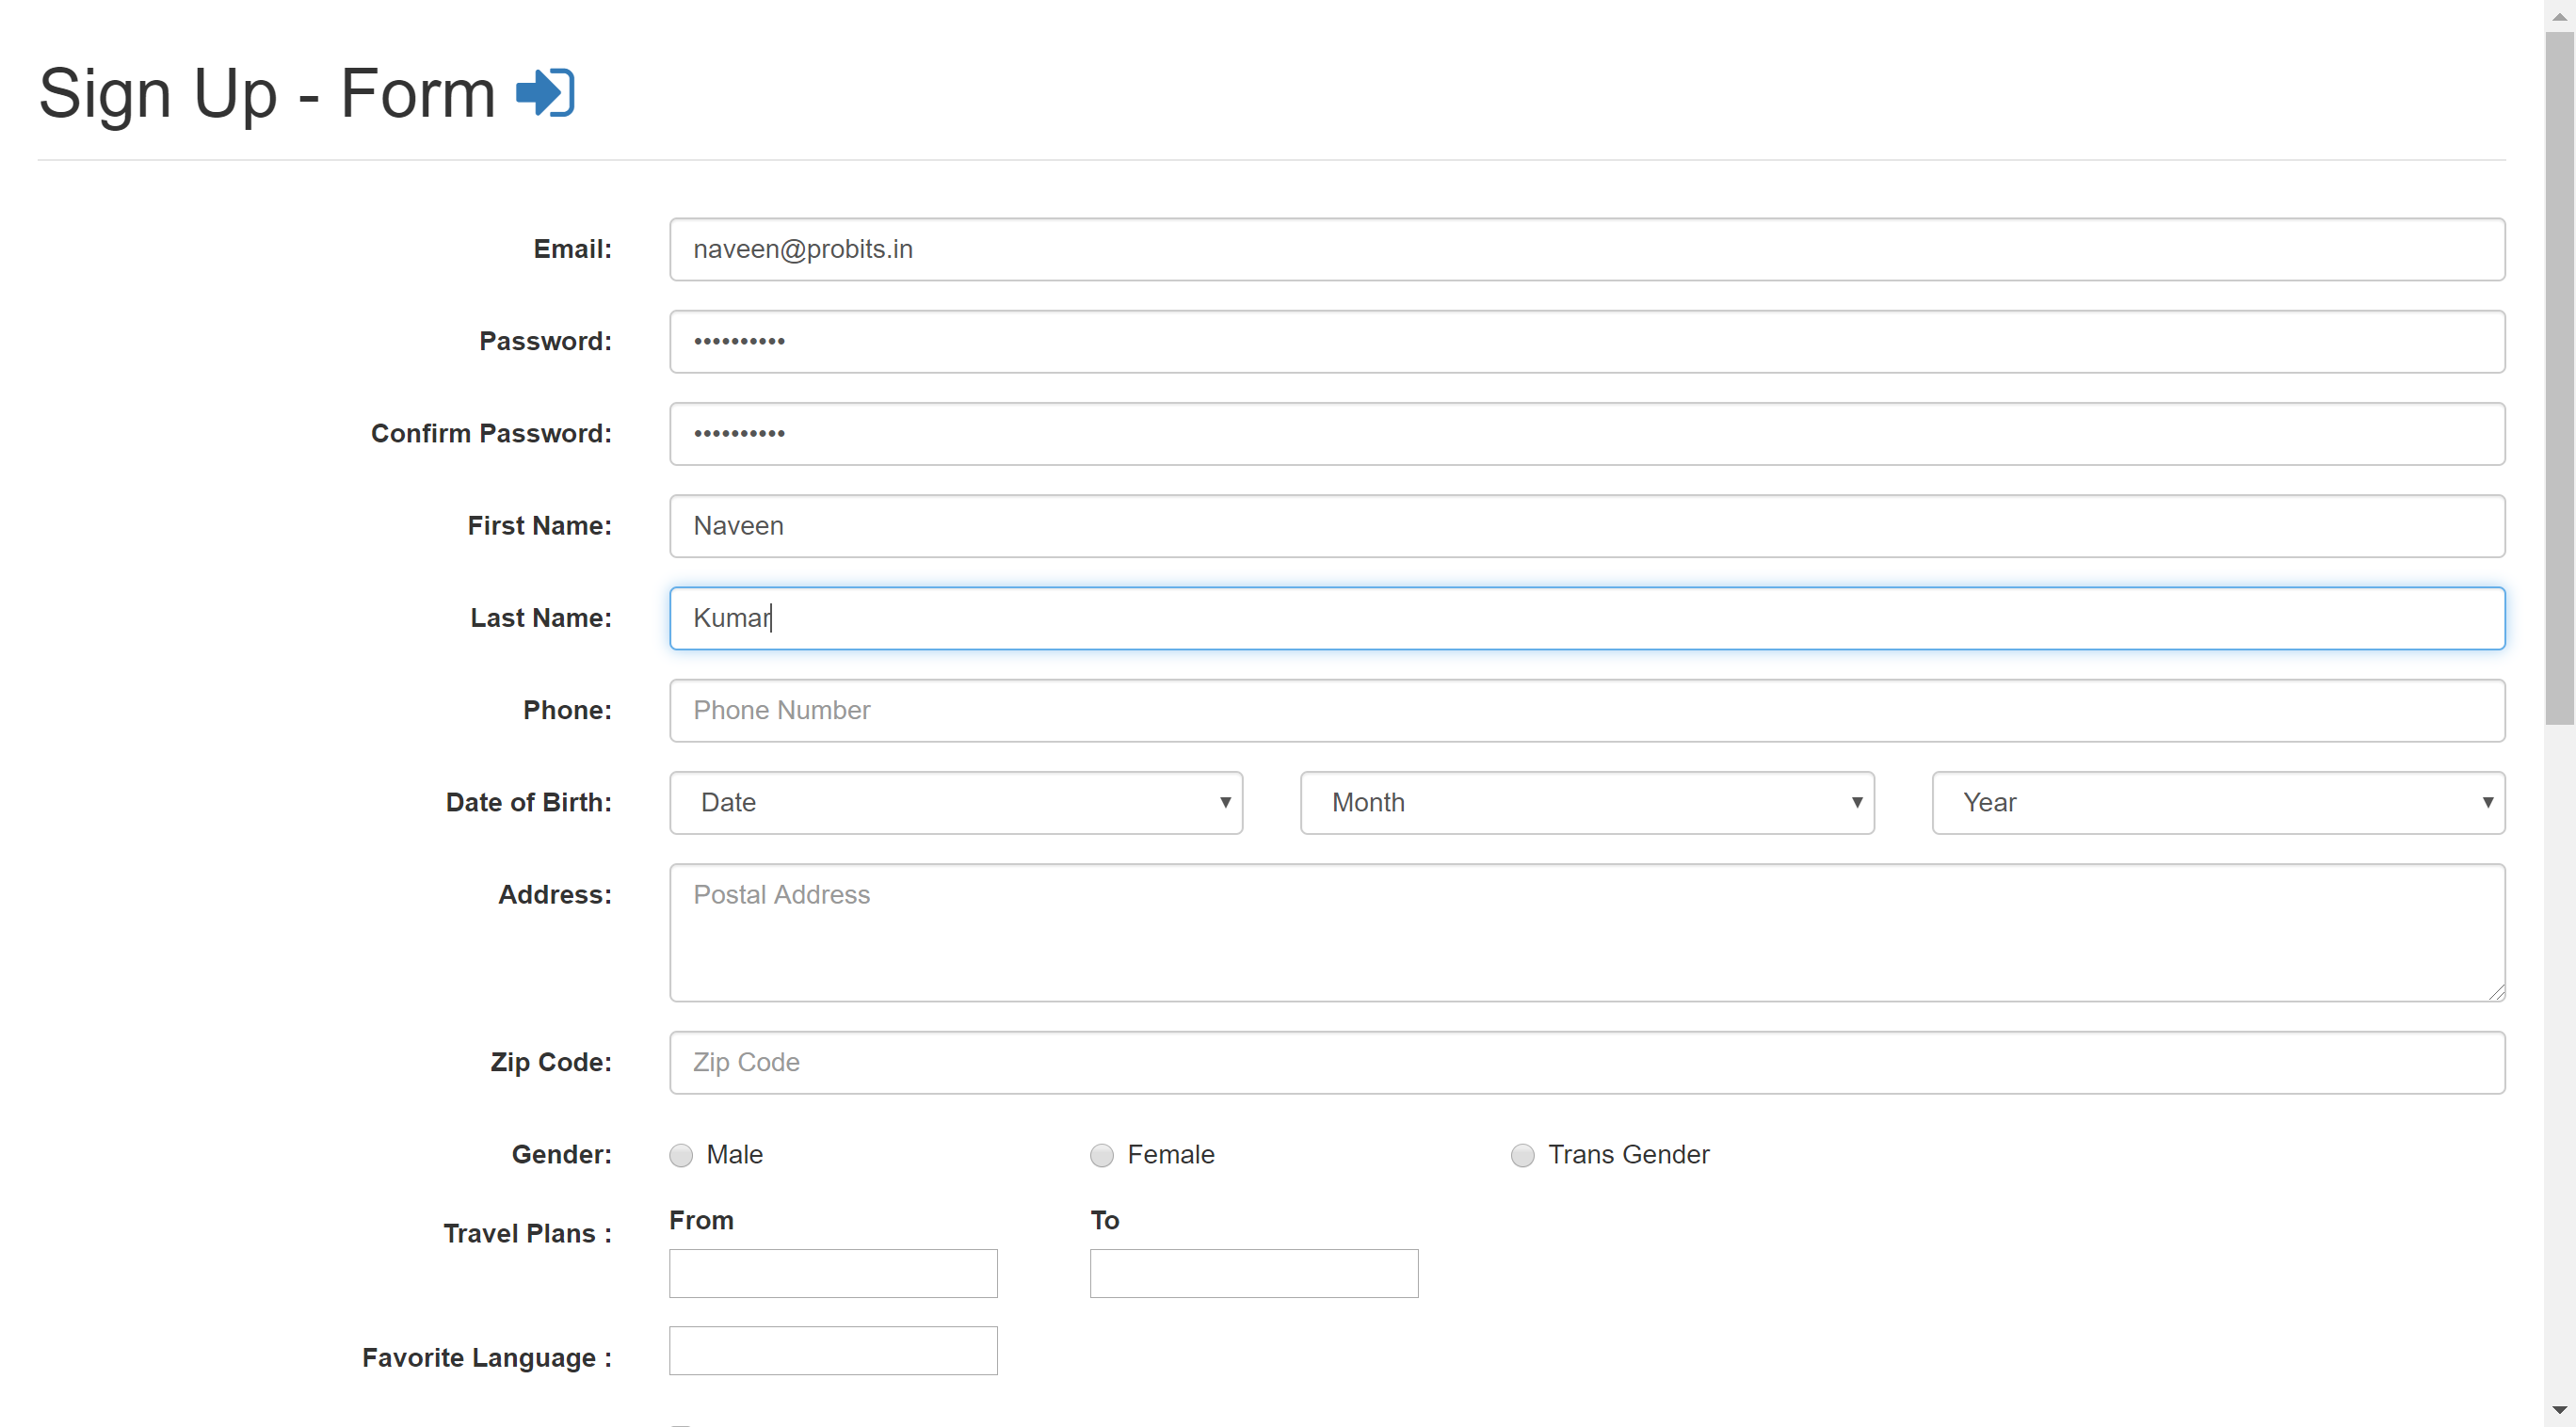 Sign Up - Form
Email: naveen@probits.in
Password: ••••••••••
Confirm Password: ••••••••••
First Name: Naveen
Last Name: Kumar
Phone: Phone Number
Date of Birth: Date Month Year
Address: Postal Address
Zip Code: Zip Code
Gender: Male Female Trans Gender
From To
Travel Plans :
Favorite Language :